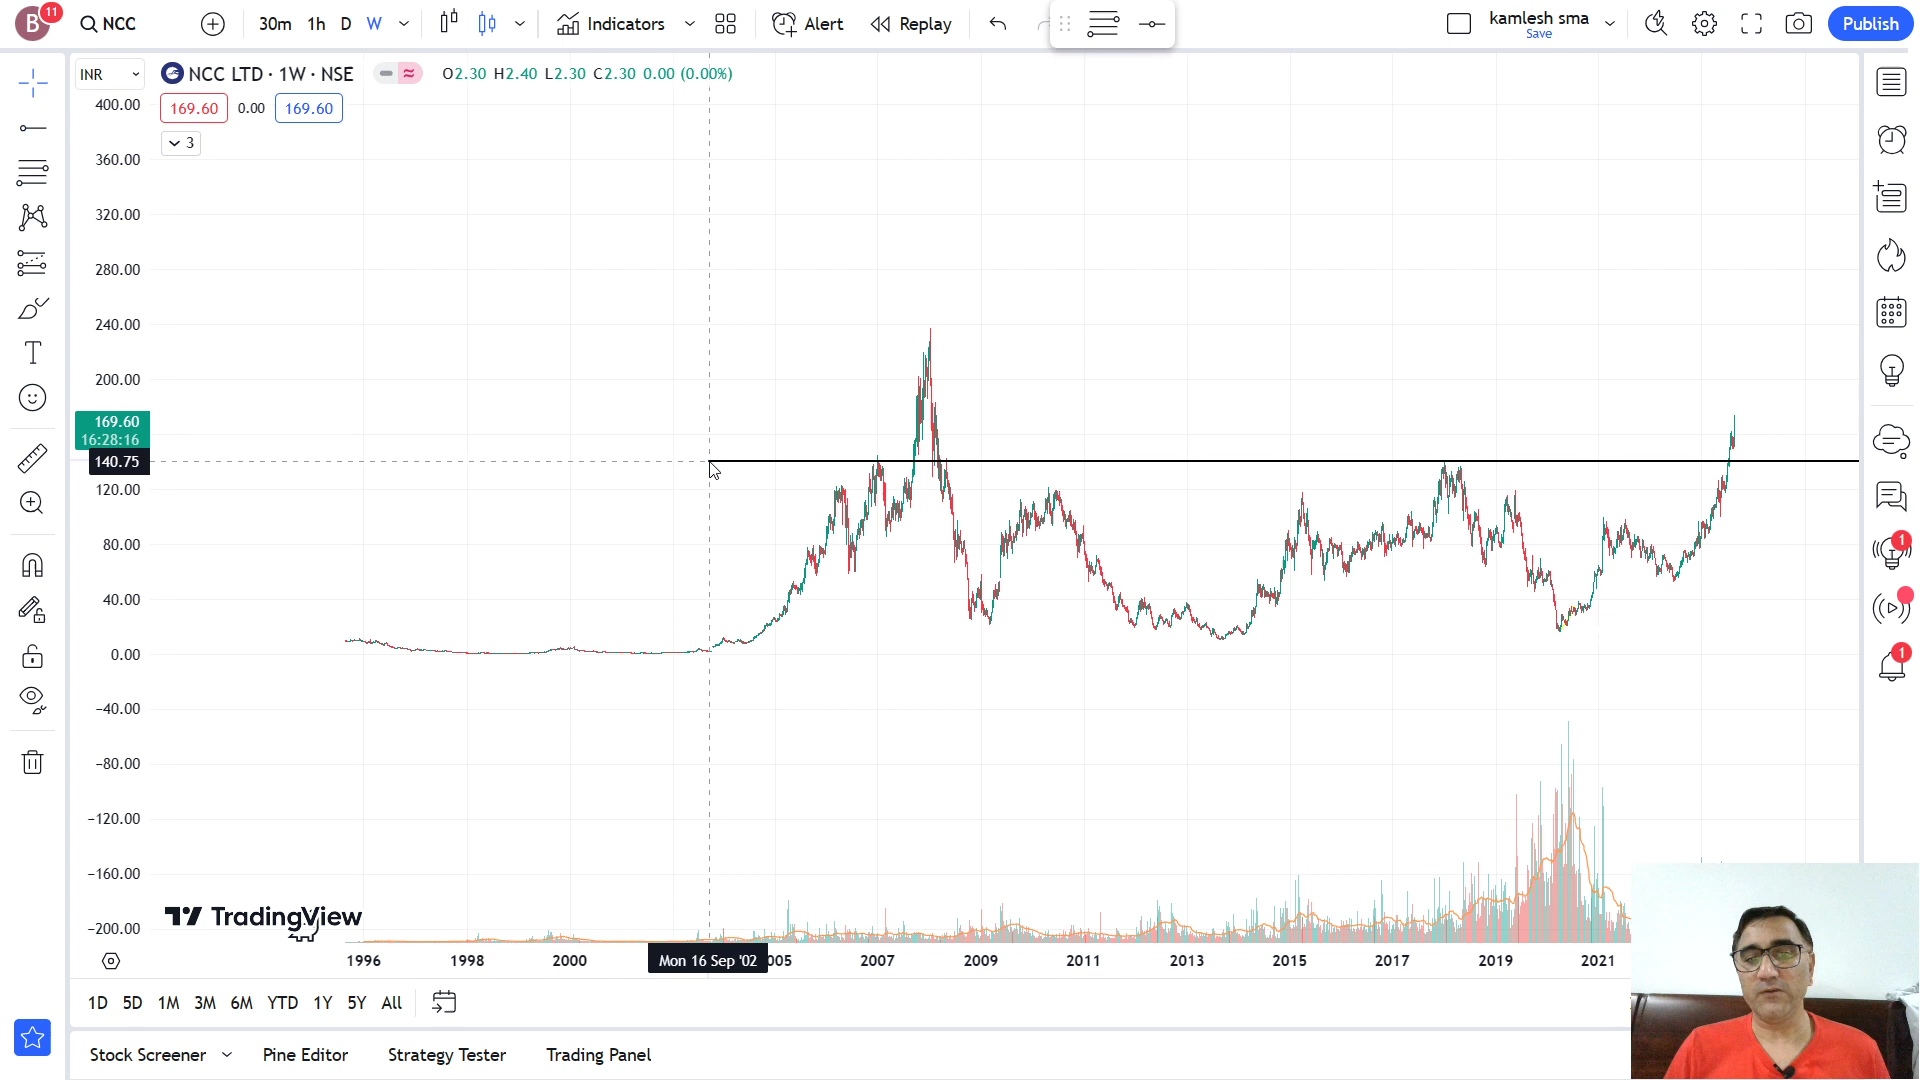 B
11
NCC
30m 1h D W
Indicators
Alert
Replay
kamlesh sma
Save
Publish
INR
NCC LTD · 1W · NSE
O2.30 H2.40 L2.30 C2.30 0.00 (0.00%)
169.60 0.00 169.60
3
400.00
360.00
320.00
280.00
240.00
200.00
169.60
16:28:16
140.75
120.00
80.00
40.00
0.00
−40.00
−80.00
−120.00
−160.00
−200.00
1
1
TradingView
1996 1998 2000 Mon 16 Sep '02 005 2007 2009 2011 2013 2015 2017 2019 2021
1D 5D 1M 3M 6M YTD 1Y 5Y All
Stock Screener Pine Editor Strategy Tester Trading Panel